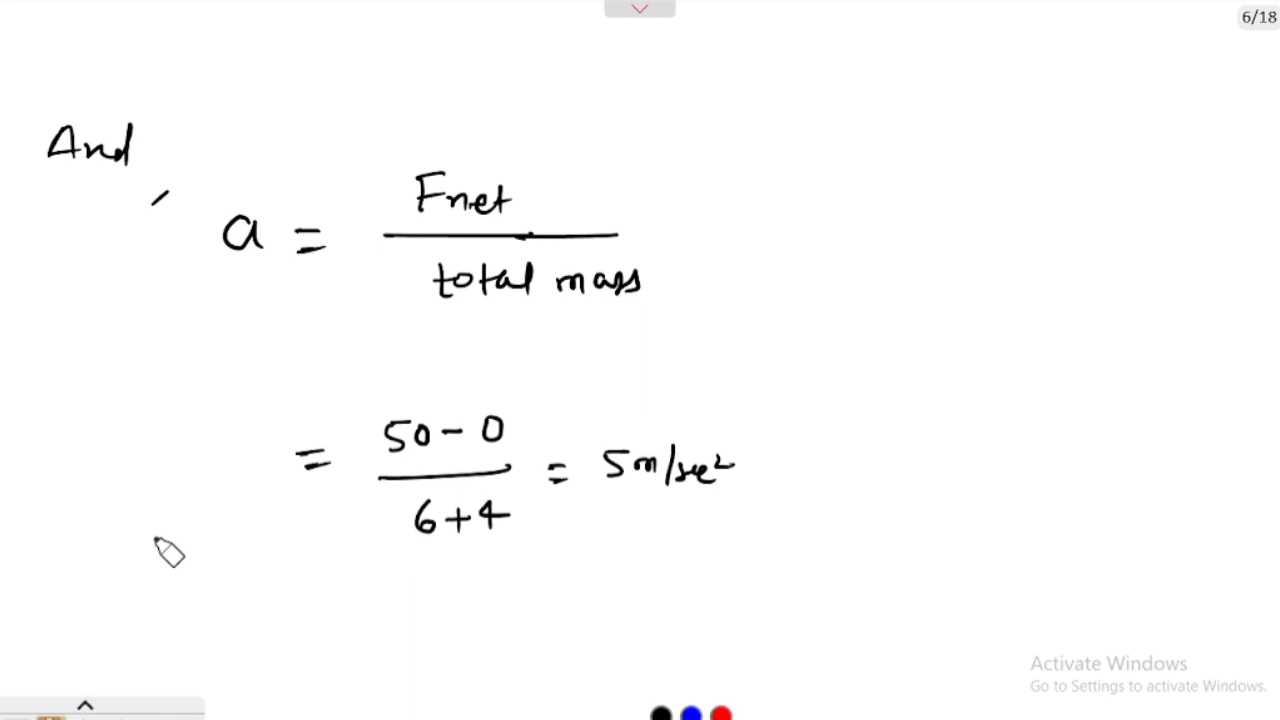 6/18
And,
a = Fnet / total mass
= 50 - 0 / 6 + 4 = 5 m/sec²
Activate Windows
Go to Settings to activate Windows.